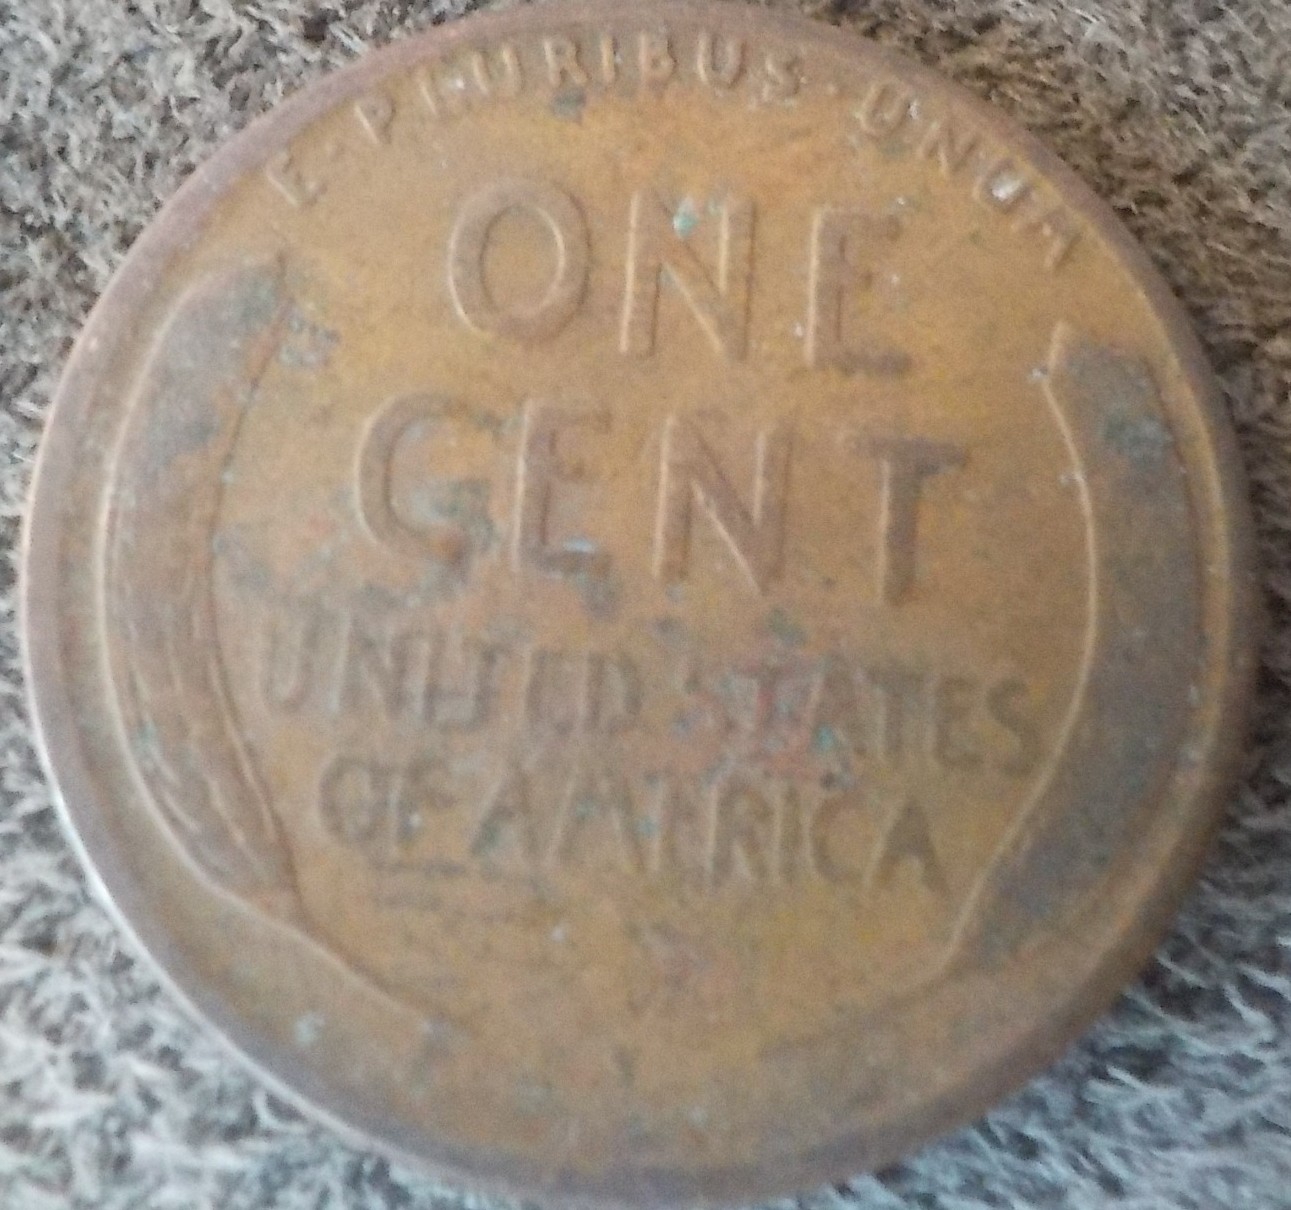 E·PLURIBUS·UNUM
ONE
CENT
UNITED STATES
OF AMERICA